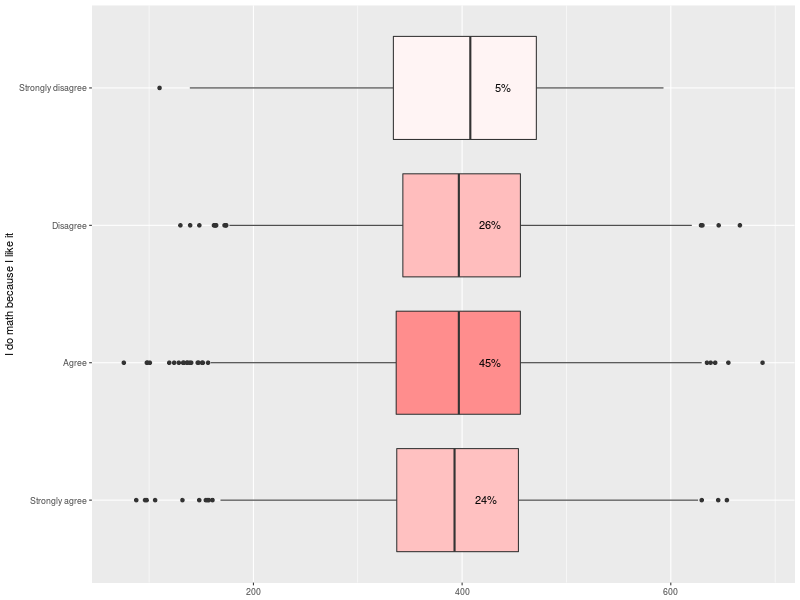 I do math because I like it
Strongly disagree
5%
Disagree
26%
Agree
45%
Strongly agree
24%
200 400 600